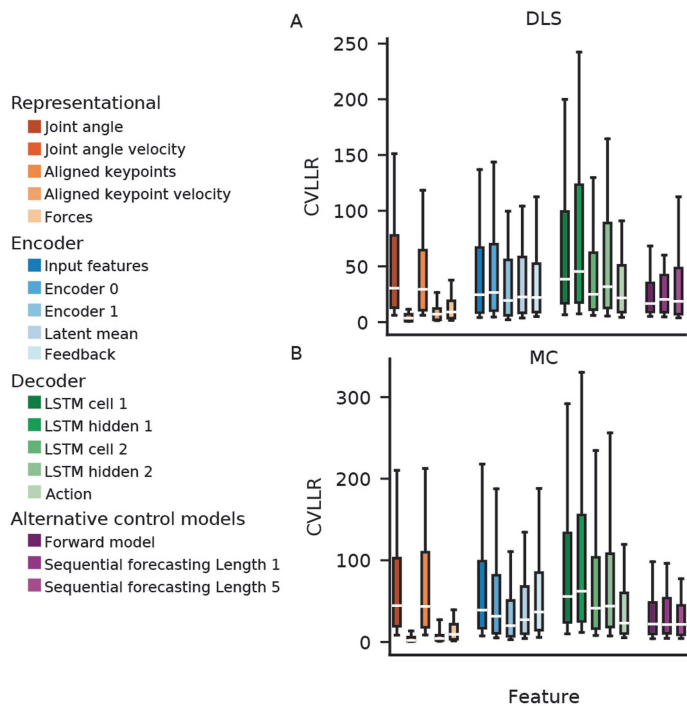 A
DLS
250
200
150
100
50
0
CVLLR
Representational
Joint angle
Joint angle velocity
Aligned keypoints
Aligned keypoint velocity
Forces
Encoder
Input features
Encoder 0
Encoder 1
Latent mean
Feedback
Decoder
LSTM cell 1
LSTM hidden 1
LSTM cell 2
LSTM hidden 2
Action
Alternative control models
Forward model
Sequential forecasting Length 1
Sequential forecasting Length 5
B
MC
300
200
100
0
CVLLR
Feature